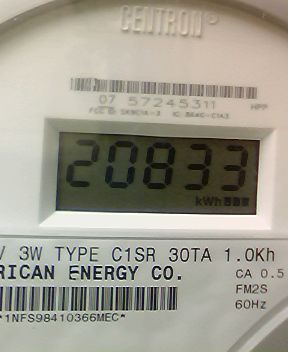 CENTRON®
07 57245311 HPP
20833
kWh
V 3W TYPE C1SR 30TA 1.0Kh
RICAN ENERGY CO. CA 0.5
FM2S
60Hz
*1NFS98410366MEC*